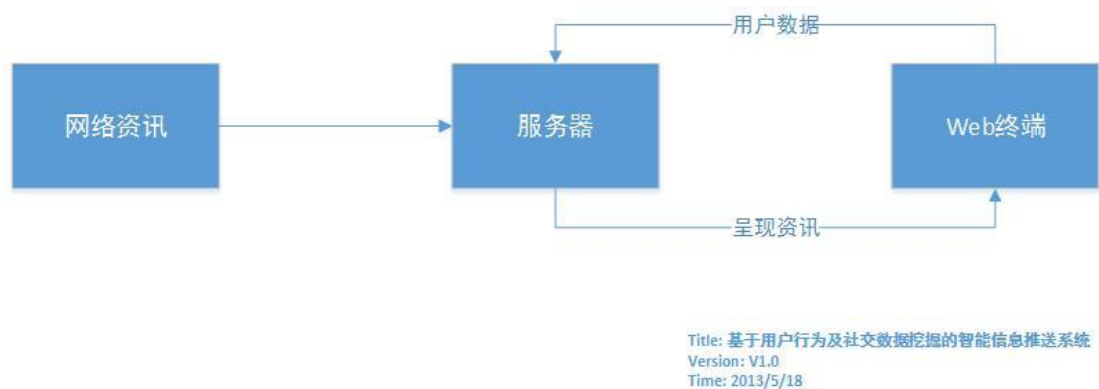 用户数据
网络资讯
服务器
Web终端
呈现资讯
Title: 基于用户行为及社交数据挖掘的智能信息推送系统
Version: V1.0
Time: 2013/5/18